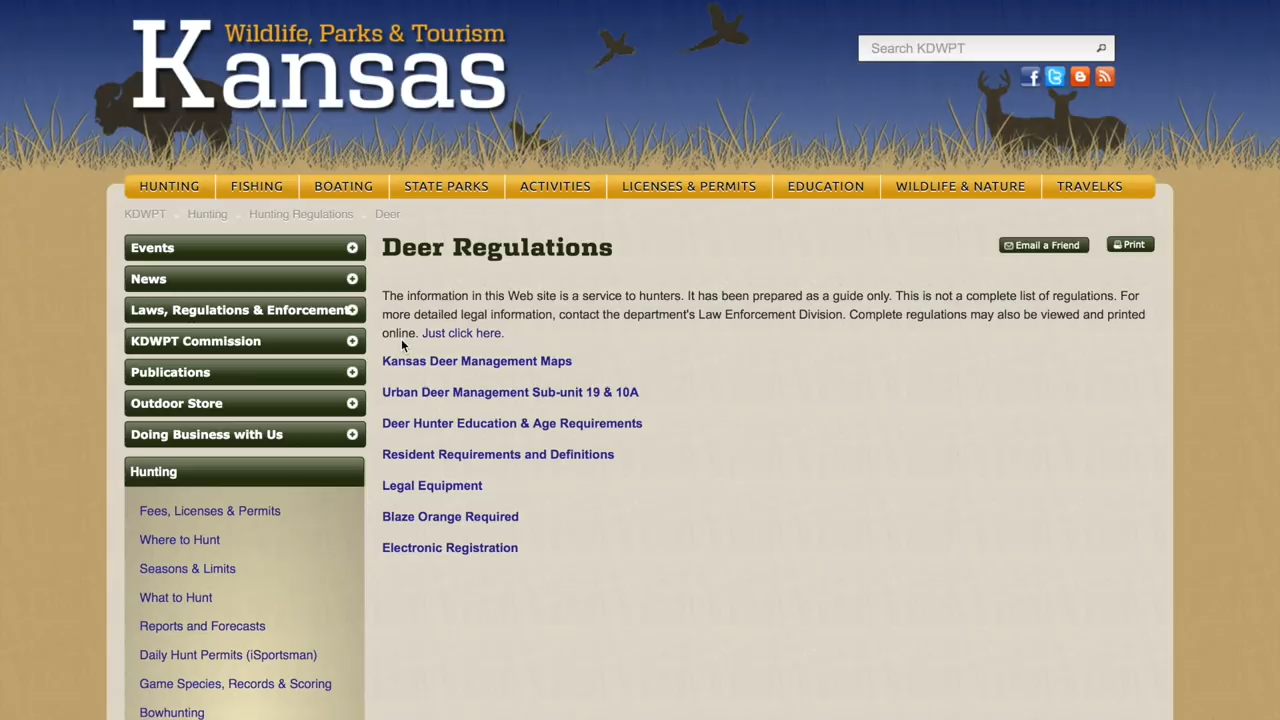 Wildlife, Parks & Tourism
Kansas
Search KDWPT
HUNTING FISHING BOATING STATE PARKS ACTIVITIES LICENSES & PERMITS EDUCATION WILDLIFE & NATURE TRAVELKS
KDWPT Hunting Hunting Regulations Deer
Events
News
Laws, Regulations & Enforcement
KDWPT Commission
Publications
Outdoor Store
Doing Business with Us
Hunting
Fees, Licenses & Permits
Where to Hunt
Seasons & Limits
What to Hunt
Reports and Forecasts
Daily Hunt Permits (iSportsman)
Game Species, Records & Scoring
Bowhunting
Deer Regulations
Email a Friend Print
The information in this Web site is a service to hunters. It has been prepared as a guide only. This is not a complete list of regulations. For
more detailed legal information, contact the department's Law Enforcement Division. Complete regulations may also be viewed and printed
online. Just click here.
Kansas Deer Management Maps
Urban Deer Management Sub-unit 19 & 10A
Deer Hunter Education & Age Requirements
Resident Requirements and Definitions
Legal Equipment
Blaze Orange Required
Electronic Registration